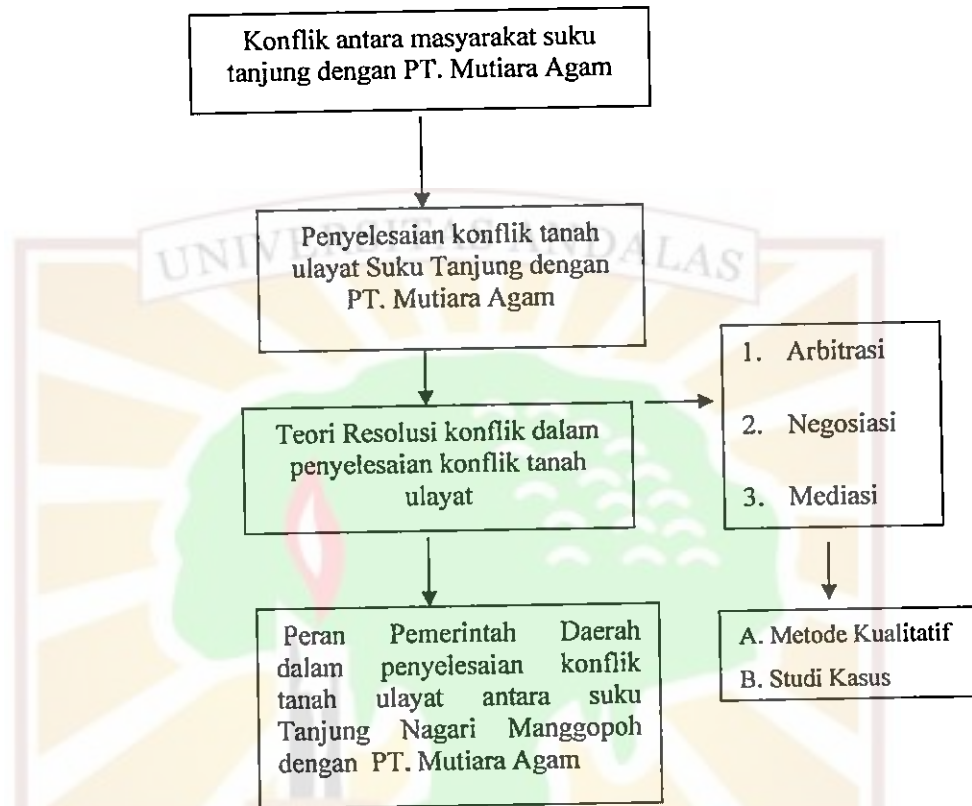 Konflik antara masyarakat suku
tanjung dengan PT. Mutiara Agam
UNIVERSITAS ANDALAS
Penyelesaian konflik tanah
ulayat Suku Tanjung dengan
PT. Mutiara Agam
Teori Resolusi konflik dalam
penyelesaian konflik tanah
ulayat
1. Arbitrasi
2. Negosiasi
3. Mediasi
Peran Pemerintah Daerah
dalam penyelesaian konflik
tanah ulayat antara suku
Tanjung Nagari Manggopoh
dengan PT. Mutiara Agam
A. Metode Kualitatif
B. Studi Kasus